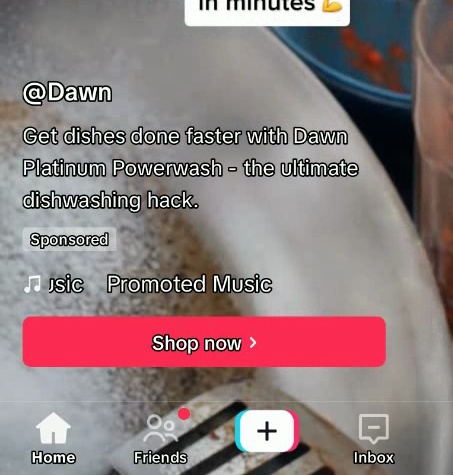 in minutes 💪
@Dawn
Get dishes done faster with Dawn
Platinum Powerwash - the ultimate
dishwashing hack.
Sponsored
usic Promoted Music
Shop now >
Home Friends Inbox